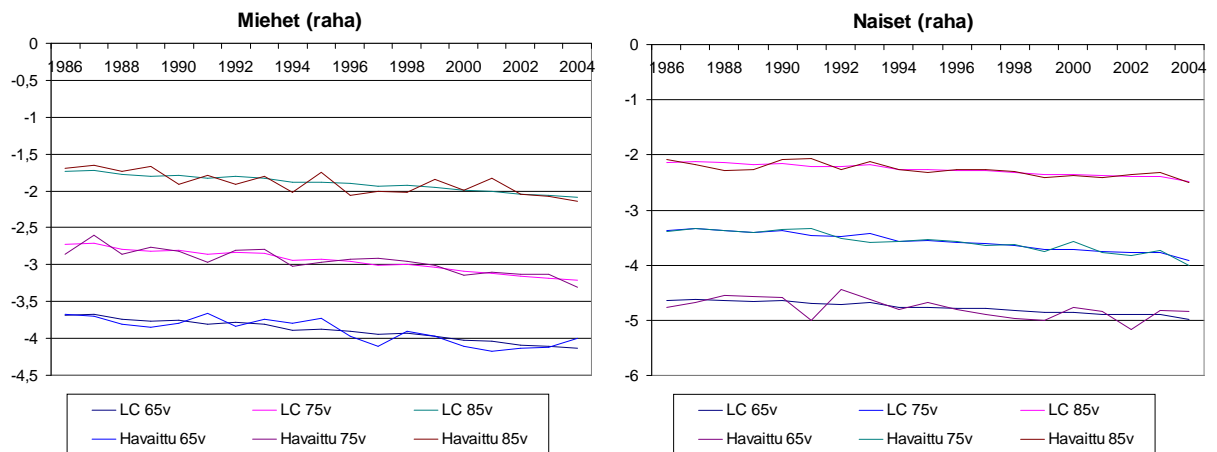 Miehet (raha)
0
1986 1988 1990 1992 1994 1996 1998 2000 2002 2004
-0,5
-1
-1,5
-2
-2,5
-3
-3,5
-4
-4,5
LC 65v LC 75v LC 85v
Havaittu 65v Havaittu 75v Havaittu 85v
Naiset (raha)
0
1986 1988 1990 1992 1994 1996 1998 2000 2002 2004
-1
-2
-3
-4
-5
-6
LC 65v LC 75v LC 85v
Havaittu 65v Havaittu 75v Havaittu 85v